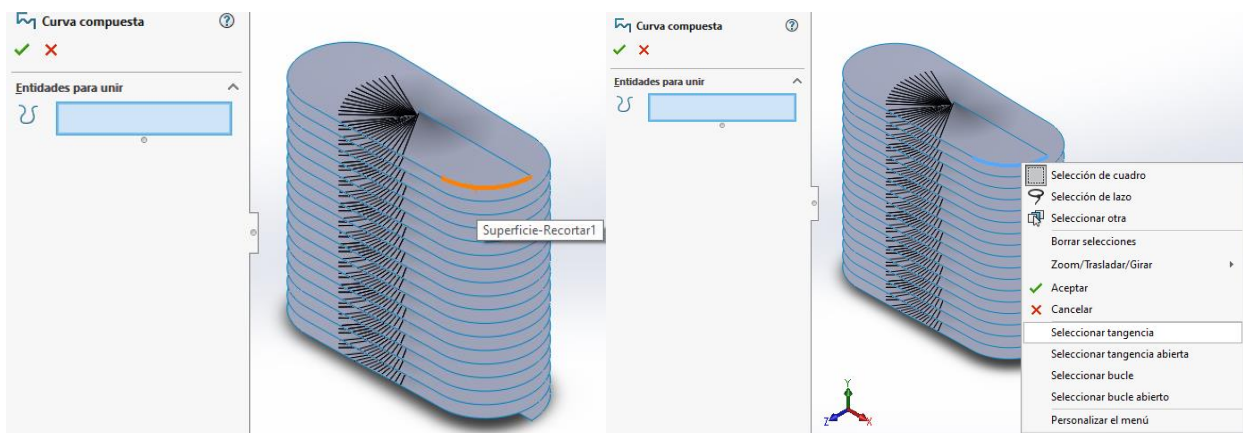 Curva compuesta
Entidades para unir
Superficie-Recortar1
Curva compuesta
Entidades para unir
Selección de cuadro
Selección de lazo
Seleccionar otra
Borrar selecciones
Zoom/Trasladar/Girar
Aceptar
Cancelar
Seleccionar tangencia
Seleccionar tangencia abierta
Seleccionar bucle
Seleccionar bucle abierto
Personalizar el menú
Y
Z
X